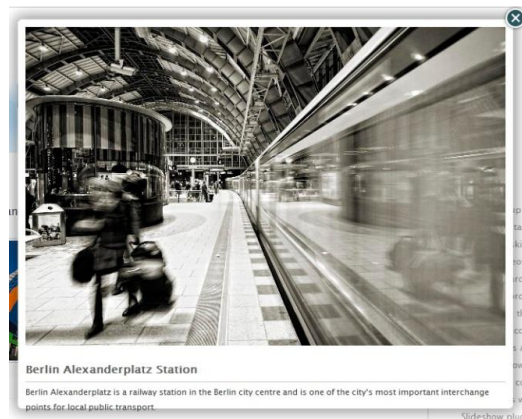 Berlin Alexanderplatz Station
Berlin Alexanderplatz is a railway station in the Berlin city centre and is one of the city's most important interchange
points for local public transport.
Slideshow